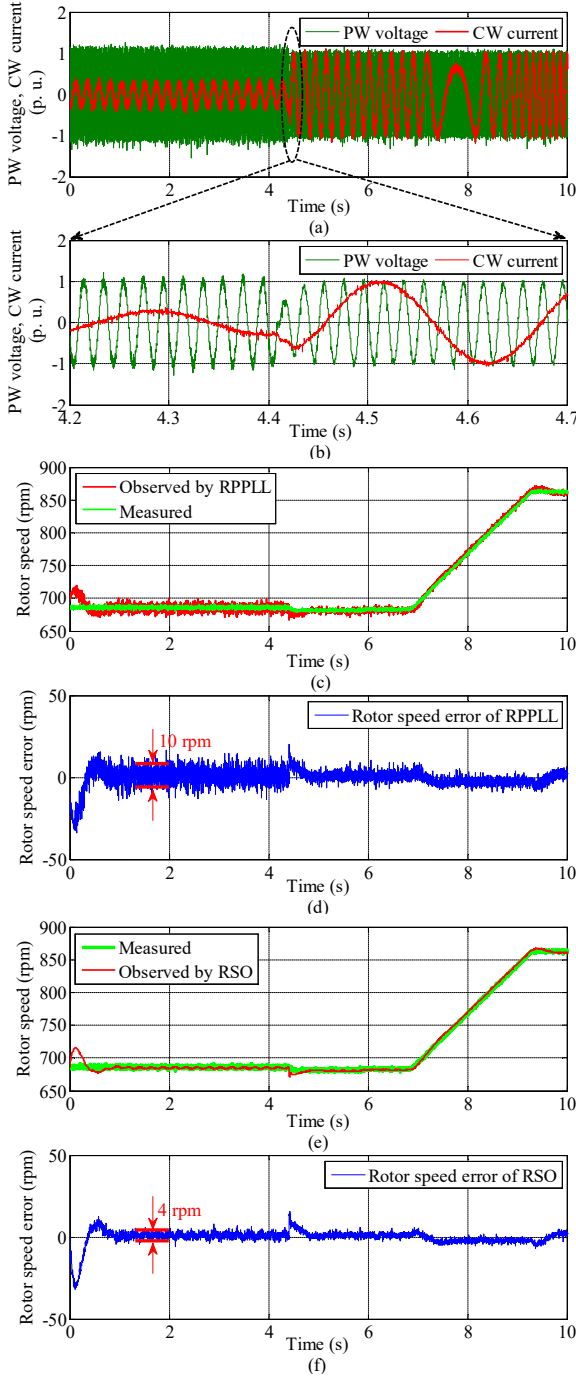 PW voltage, CW current
(p. u.)
2
1
0
-1
-2
PW voltage
CW current
0
2
4
6
8
10
Time (s)
(a)
PW voltage, CW current
(p. u.)
2
1
0
-1
-2
PW voltage
CW current
4.2
4.3
4.4
4.5
4.6
4.7
Time (s)
(b)
Rotor speed (rpm)
900
850
800
750
700
650
Observed by RPPLL
Measured
0
2
4
6
8
10
Time (s)
(c)
Rotor speed error (rpm)
50
0
-50
10 rpm
Rotor speed error of RPPLL
0
2
4
6
8
10
Time (s)
(d)
Rotor speed (rpm)
900
850
800
750
700
650
Measured
Observed by RSO
0
2
4
6
8
10
Time (s)
(e)
Rotor speed error (rpm)
50
0
-50
4 rpm
Rotor speed error of RSO
0
2
4
6
8
10
Time (s)
(f)